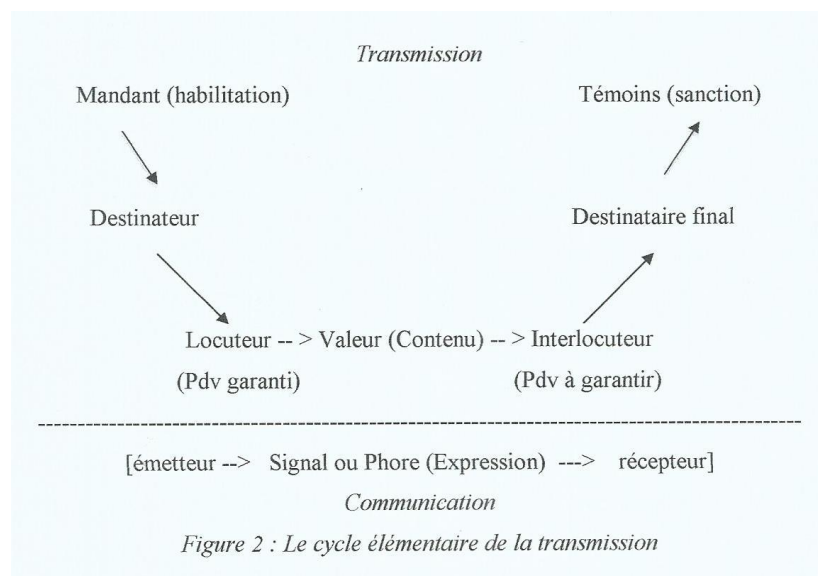 Transmission
Mandant (habilitation) Témoins (sanction)
Destinateur Destinataire final
Locuteur -- > Valeur (Contenu) -- > Interlocuteur
(Pdv garanti) (Pdv à garantir)
[émetteur --> Signal ou Phore (Expression) ---> récepteur]
Communication
Figure 2 : Le cycle élémentaire de la transmission